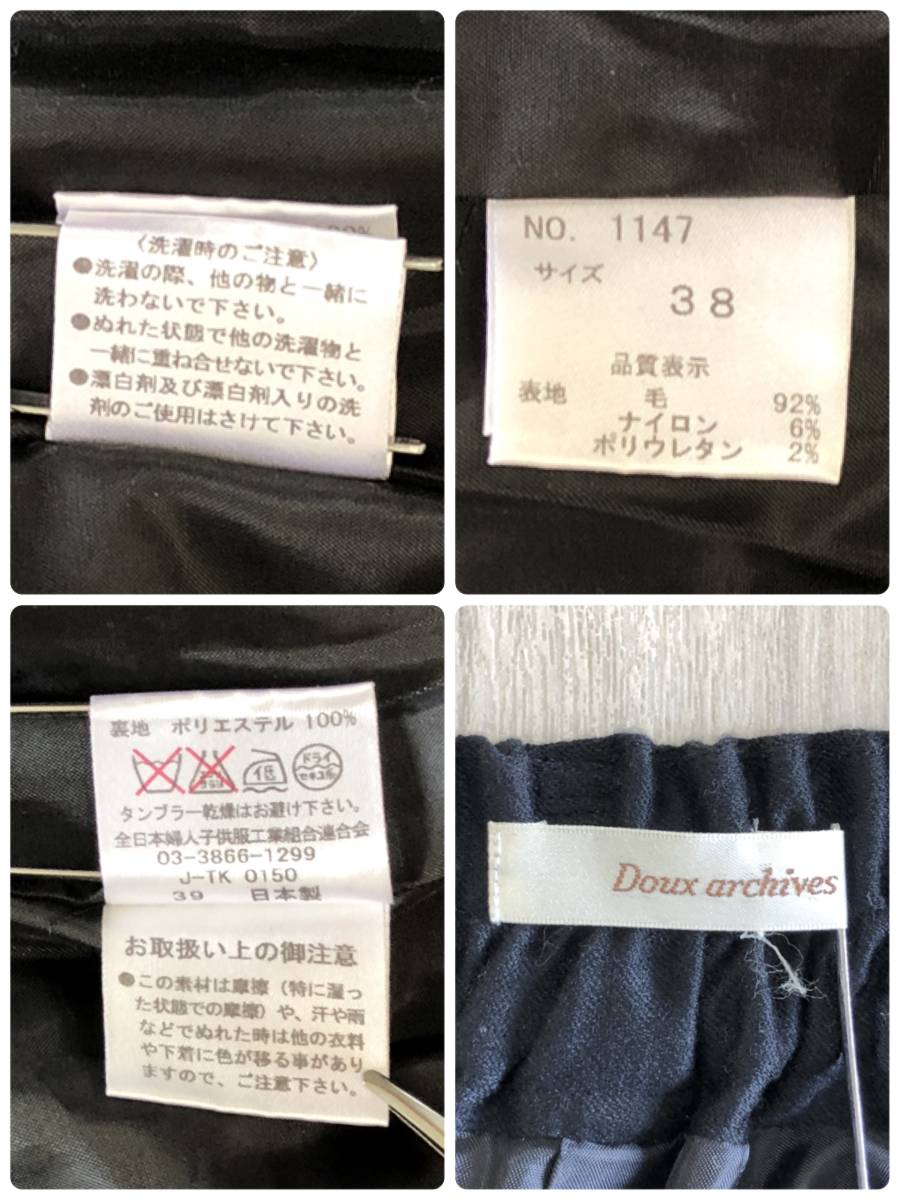 〈洗濯時のご注意〉
●洗濯の際、他の物と一緒に
洗わないで下さい。
●ぬれた状態で他の洗濯物と
一緒に重ね合せないで下さい。
●漂白剤及び漂白剤入りの洗
剤のご使用はさけて下さい。
NO. 1147
サイズ
38
品質表示
表地 毛 92%
ナイロン 6%
ポリウレタン 2%
裏地 ポリエステル 100%
エンソサラシ 低 ドライ セキユ系
タンブラー乾燥はお避け下さい。
全日本婦人子供服工業組合連合会
03-3866-1299
J-TK 0150
39 日本製
お取扱い上の御注意
●この素材は摩擦(特に湿っ
た状態での摩擦)や、汗や雨
などでぬれた時は他の衣料
や下着に色が移る事があり
ますので、ご注意下さい。
Doux archives